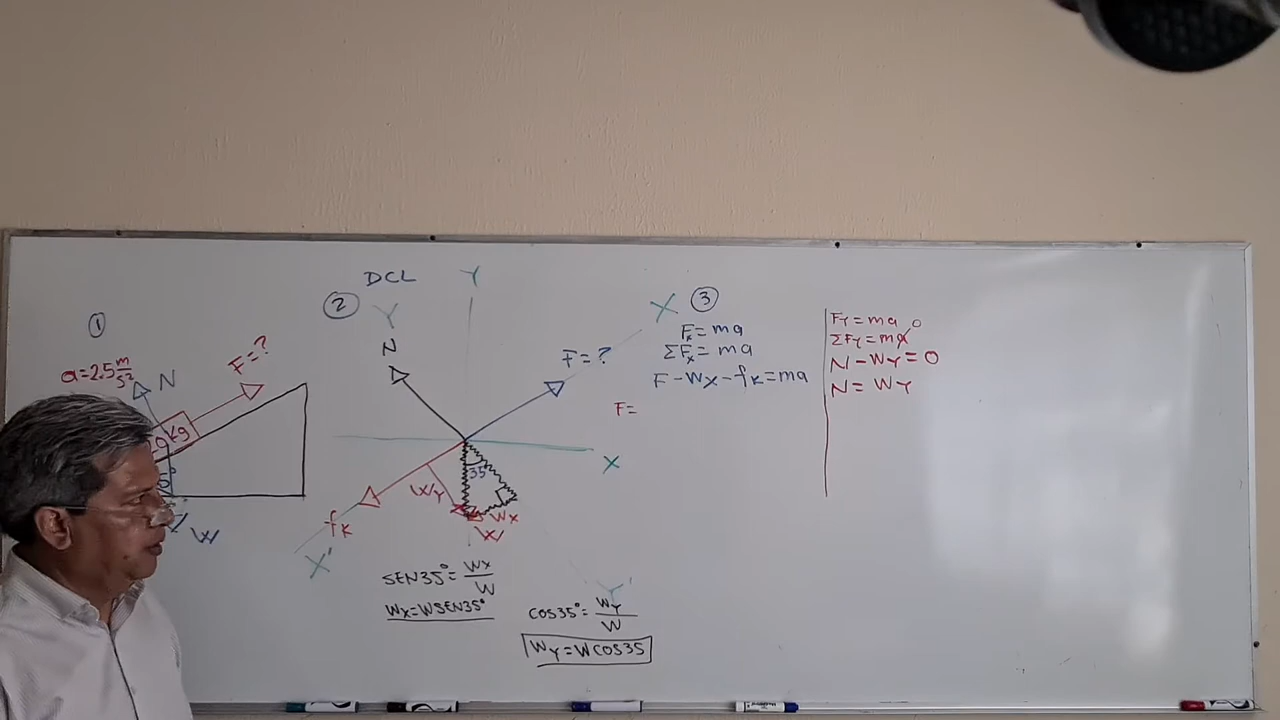 1
a=2.5 m/s²
N
F=?
kg
W
2
DCL
Y
Y
N
X
F=?
X
35°
fk
X'
WY
WX
W
Y'
SEN35°= WX/W
WX=WSEN35°
COS35°= WY/W
WY=WCOS35
3
Fx=ma
ΣFx=ma
F-WX-fk=ma
F=
FY=ma
ΣFY=ma 0
N-WY=0
N=WY